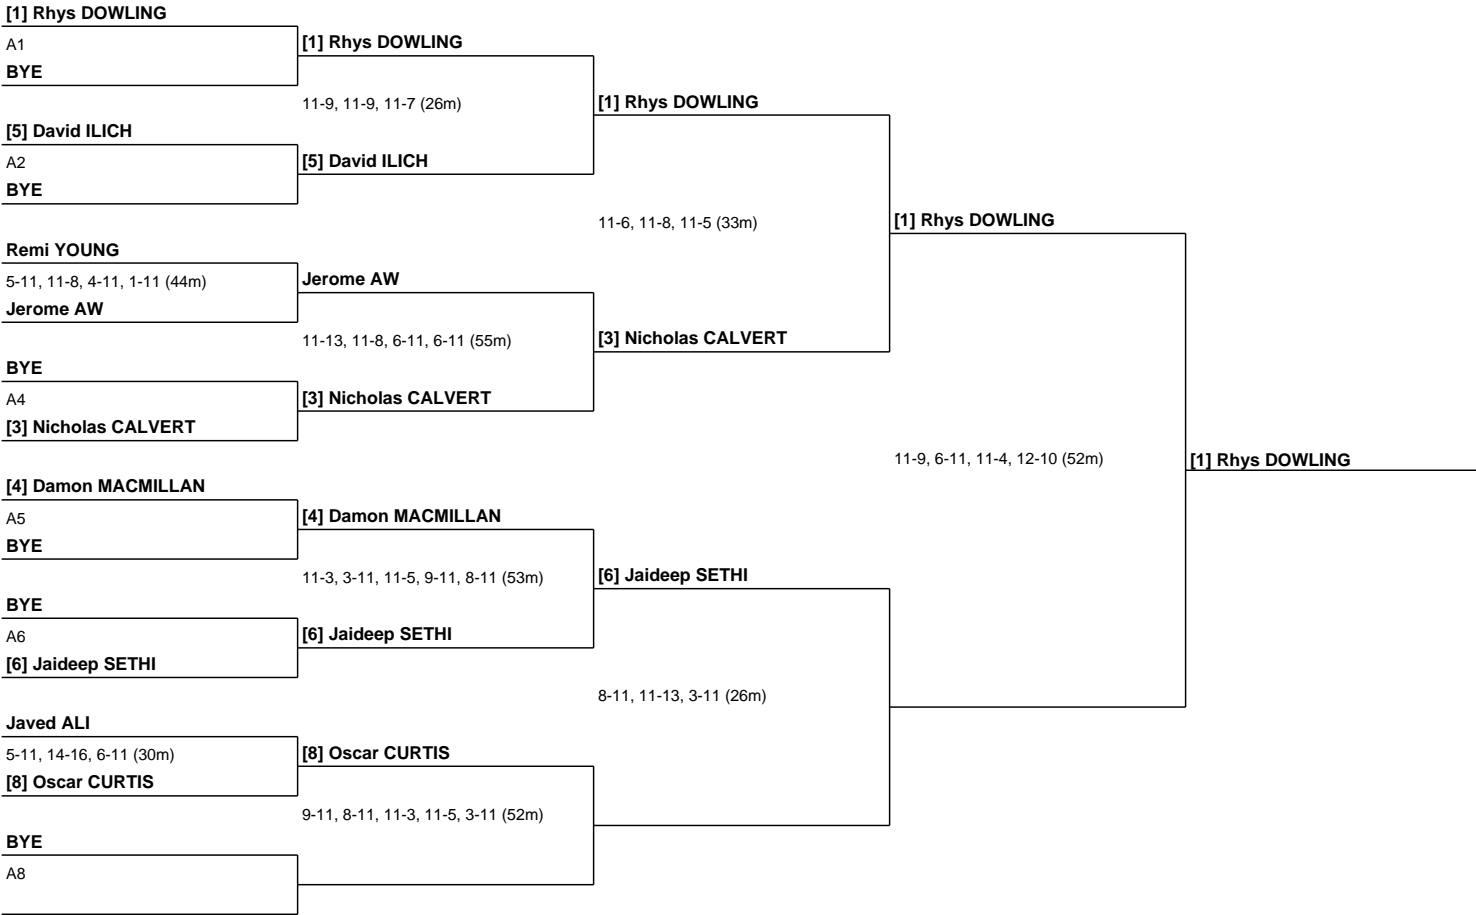 [1] Rhys DOWLING
A1
BYE
[5] David ILICH
A2
BYE
Remi YOUNG
5-11, 11-8, 4-11, 1-11 (44m)
Jerome AW
BYE
A4
[3] Nicholas CALVERT
[4] Damon MACMILLAN
A5
BYE
BYE
A6
[6] Jaideep SETHI
Javed ALI
5-11, 14-16, 6-11 (30m)
[8] Oscar CURTIS
BYE
A8
[1] Rhys DOWLING
11-9, 11-9, 11-7 (26m)
[5] David ILICH
Jerome AW
11-13, 11-8, 6-11, 6-11 (55m)
[3] Nicholas CALVERT
[4] Damon MACMILLAN
11-3, 3-11, 11-5, 9-11, 8-11 (53m)
[6] Jaideep SETHI
[8] Oscar CURTIS
9-11, 8-11, 11-3, 11-5, 3-11 (52m)
[1] Rhys DOWLING
11-6, 11-8, 11-5 (33m)
[3] Nicholas CALVERT
[6] Jaideep SETHI
8-11, 11-13, 3-11 (26m)
[1] Rhys DOWLING
11-9, 6-11, 11-4, 12-10 (52m)
[1] Rhys DOWLING